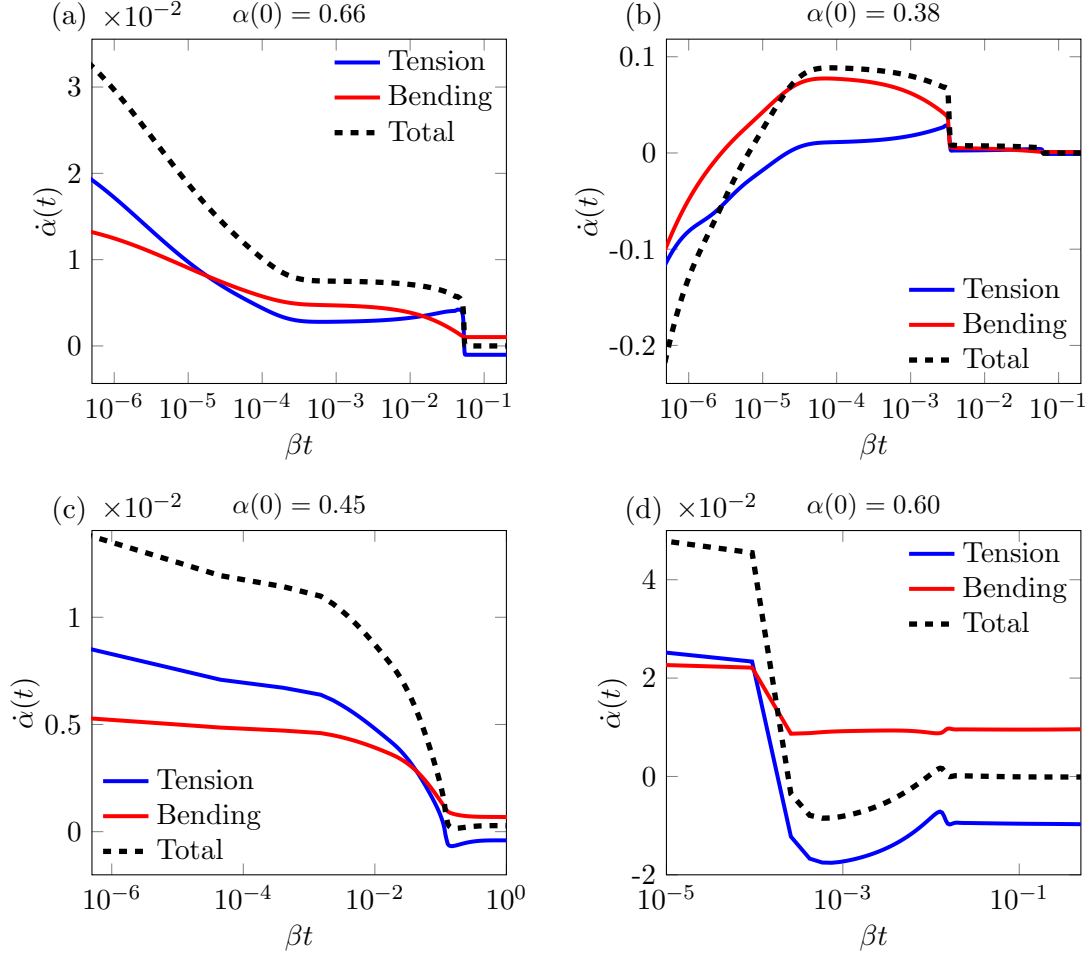 (a) ×10⁻² α(0) = 0.66
3
2
1
0
α̇(t)
Tension
Bending
Total
10⁻⁶ 10⁻⁵ 10⁻⁴ 10⁻³ 10⁻² 10⁻¹
βt
(b) α(0) = 0.38
0.1
0
-0.1
-0.2
α̇(t)
Tension
Bending
Total
10⁻⁶ 10⁻⁵ 10⁻⁴ 10⁻³ 10⁻² 10⁻¹
βt
(c) ×10⁻² α(0) = 0.45
1
0.5
0
α̇(t)
Tension
Bending
Total
10⁻⁶ 10⁻⁴ 10⁻² 10⁰
βt
(d) ×10⁻² α(0) = 0.60
4
2
0
-2
α̇(t)
Tension
Bending
Total
10⁻⁵ 10⁻³ 10⁻¹
βt